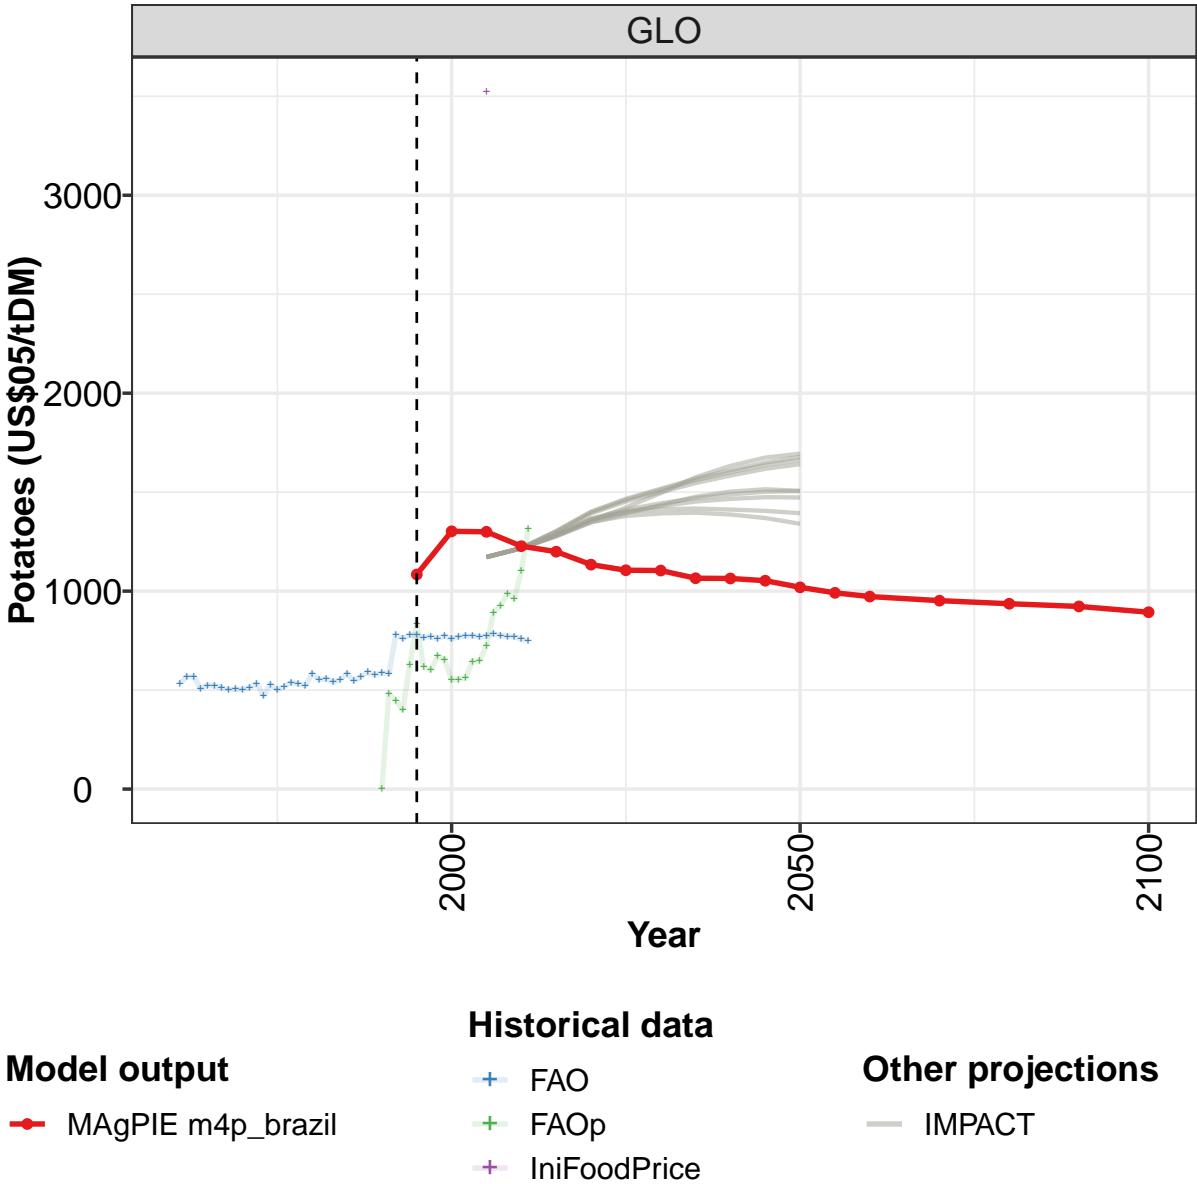 GLO
Potatoes (US$05/tDM)
3000
2000
1000
0
2000
2050
2100
Year
Historical data
Model output
Other projections
FAO
MAgPIE m4p_brazil
FAOp
IMPACT
IniFoodPrice